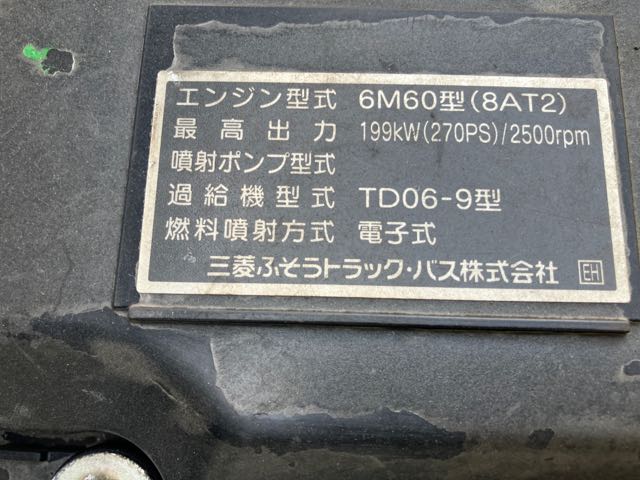 エンジン型式 6M60型(8AT2)
最高出力 199kW(270PS)/2500rpm
噴射ポンプ型式
過給機型式 TD06-9型
燃料噴射方式 電子式
三菱ふそうトラック・バス株式会社 EH